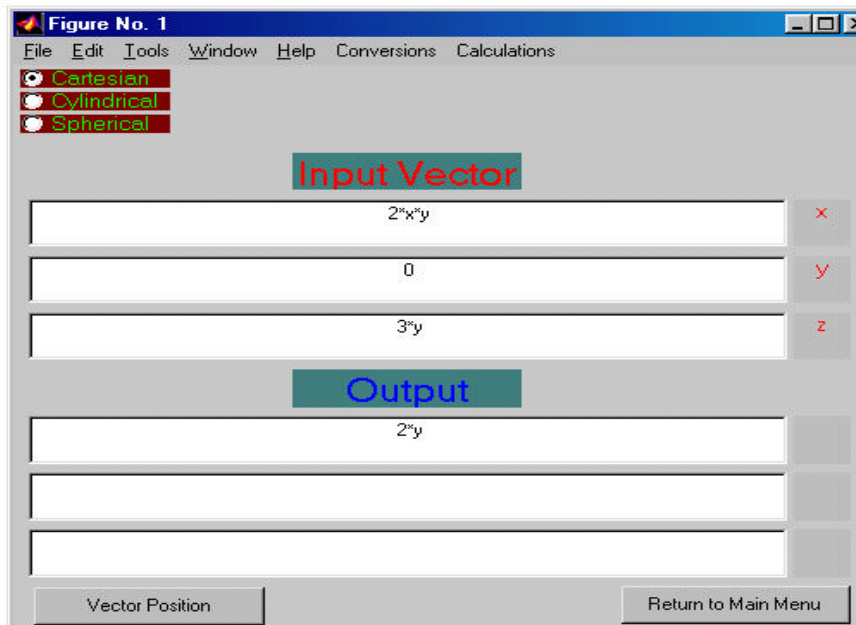 Figure No. 1
File Edit Tools Window Help Conversions Calculations
Cartesian
Cylindrical
Spherical
Input Vector
2*x*y x
0 y
3*y z
Output
2*y
Vector Position Return to Main Menu